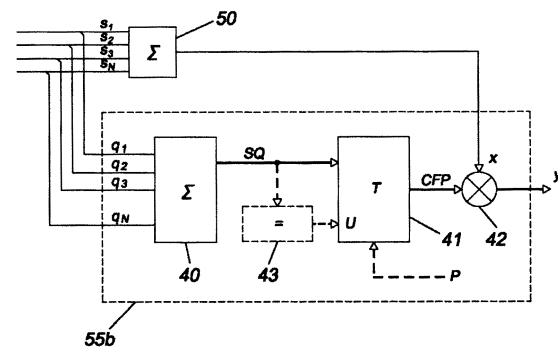 50
s1
s2
s3
sN
Σ
x
y
q1
q2
q3
qN
Σ
SQ
T
CFP
U
=
40
43
41
42
P
55b